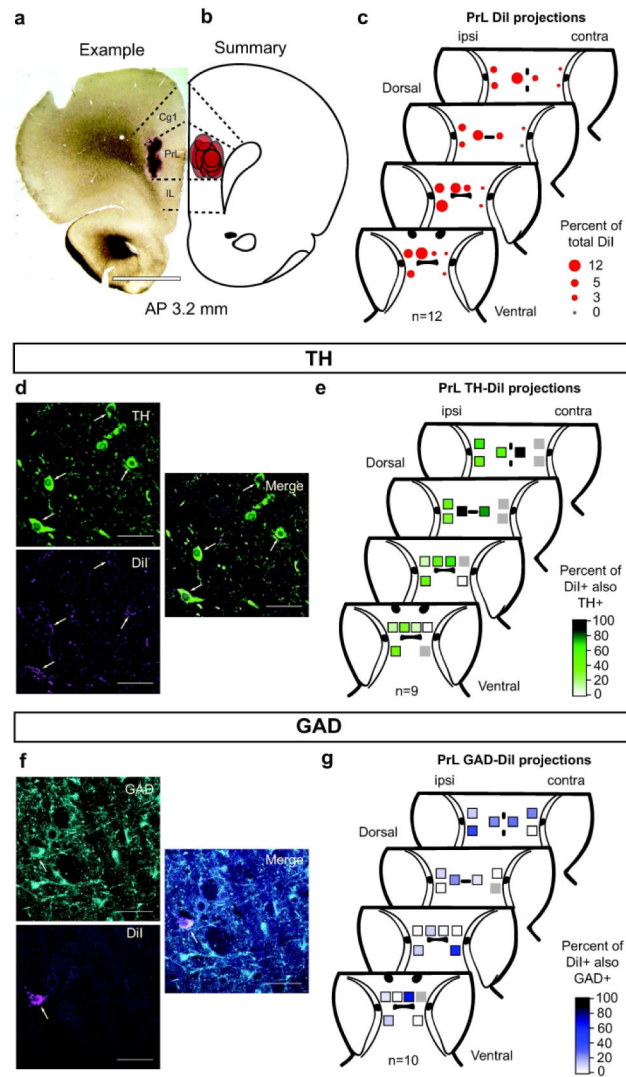 a
b
Example
Summary
Cg1
PrL
IL
AP 3.2 mm
c
PrL DiI projections
ipsi
contra
Dorsal
Percent of
total DiI
12
5
3
0
n=12
Ventral
TH
d
TH
DiI
Merge
e
PrL TH-DiI projections
ipsi
contra
Dorsal
Percent of
DiI+ also
TH+
100
80
60
40
20
0
n=9
Ventral
GAD
f
GAD
DiI
Merge
g
PrL GAD-DiI projections
ipsi
contra
Dorsal
Percent of
DiI+ also
GAD+
100
80
60
40
20
0
n=10
Ventral